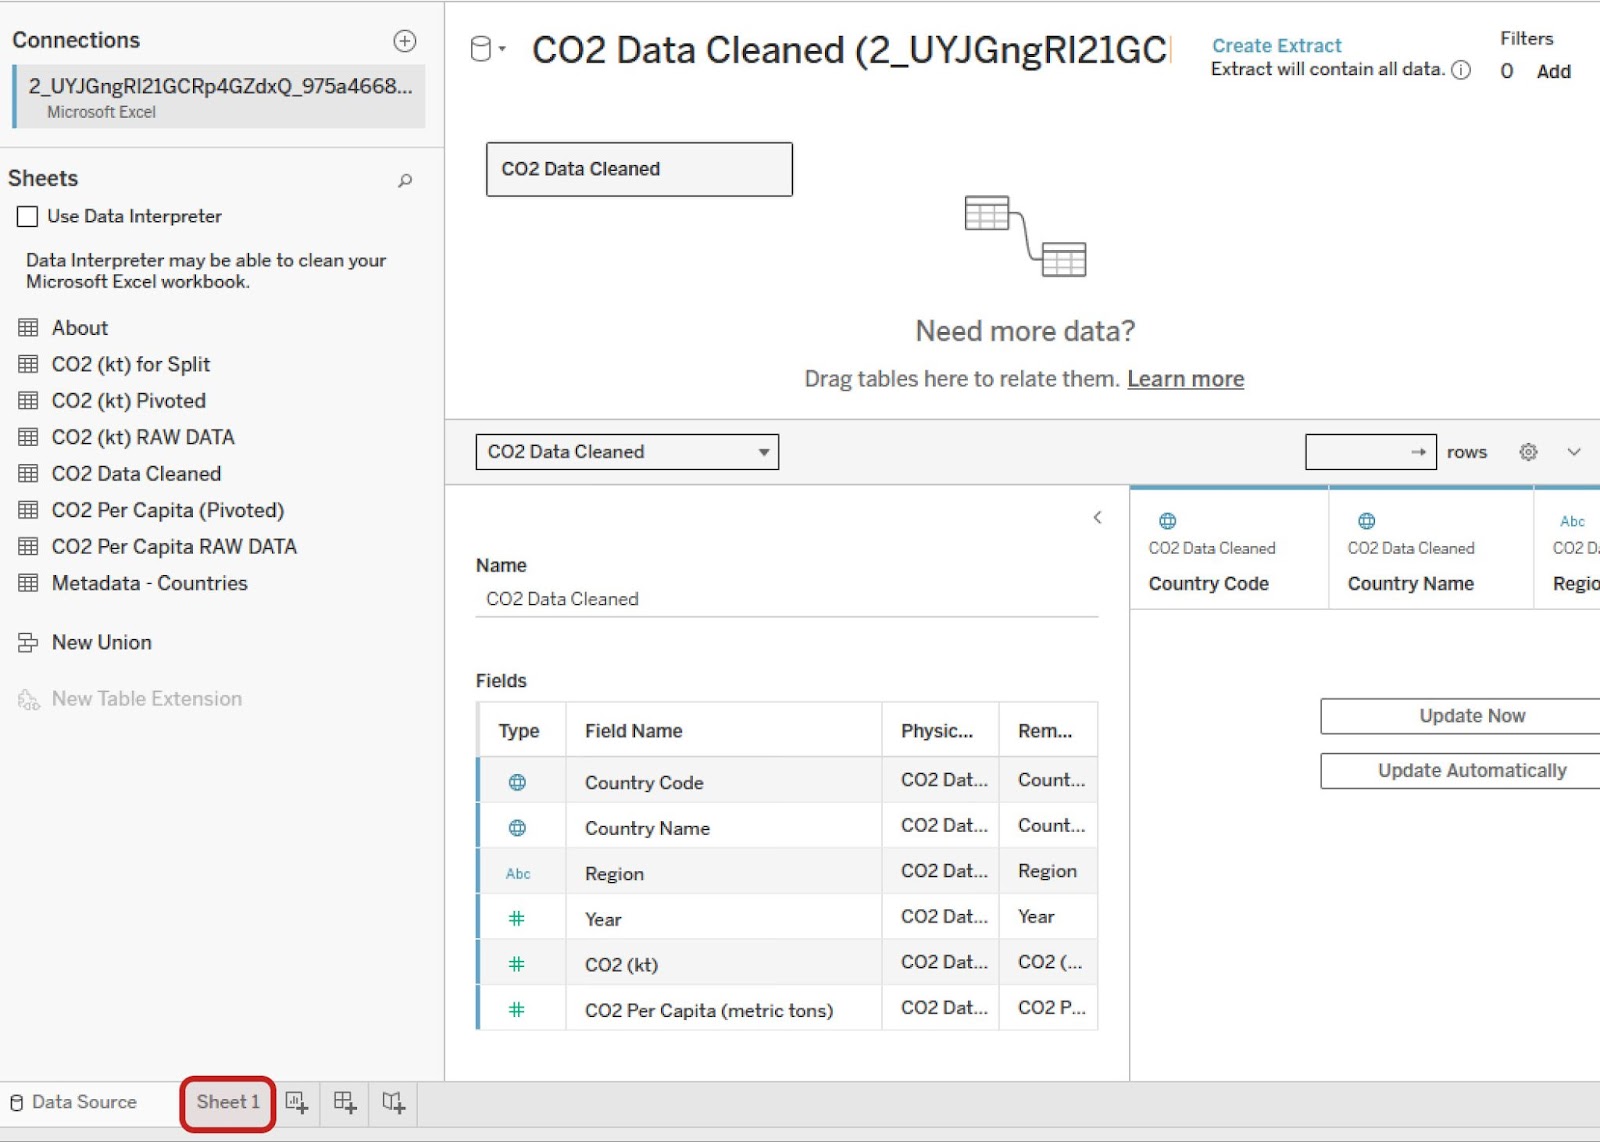 Connections
2_UYJGngRI21GCRp4GZdxQ_975a4668...
Microsoft Excel
Sheets
Use Data Interpreter
Data Interpreter may be able to clean your
Microsoft Excel workbook.
About
CO2 (kt) for Split
CO2 (kt) Pivoted
CO2 (kt) RAW DATA
CO2 Data Cleaned
CO2 Per Capita (Pivoted)
CO2 Per Capita RAW DATA
Metadata - Countries
New Union
New Table Extension
CO2 Data Cleaned (2_UYJGngRI21GC
Create Extract
Extract will contain all data.
Filters
0 Add
CO2 Data Cleaned
Need more data?
Drag tables here to relate them. Learn more
CO2 Data Cleaned
→ rows
Name
CO2 Data Cleaned
Fields
Type Field Name Physic... Rem...
Country Code CO2 Dat... Count...
Country Name CO2 Dat... Count...
Abc Region CO2 Dat... Region
# Year CO2 Dat... Year
# CO2 (kt) CO2 Dat... CO2 (...
# CO2 Per Capita (metric tons) CO2 Dat... CO2 P...
Abc
CO2 Data Cleaned CO2 Data Cleaned CO2 D
Country Code Country Name Regio
Update Now
Update Automatically
Data Source Sheet 1